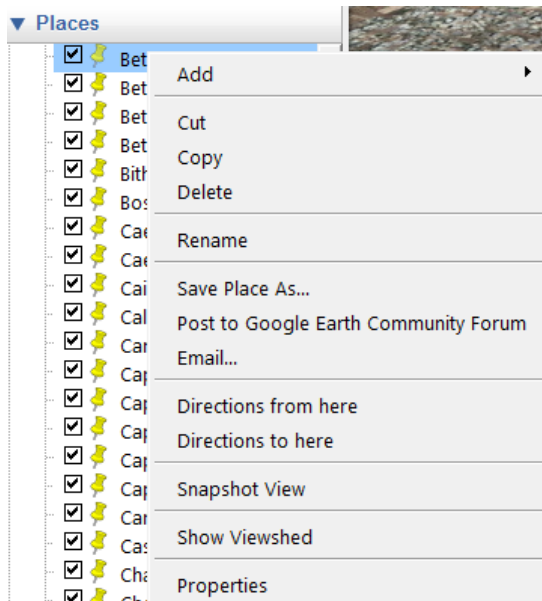 Places
Bet
Bet
Bet
Bet
Bith
Bos
Cae
Cae
Cai
Cal
Cap
Cap
Cap
Cap
Cap
Cas
Cha
Add
Cut
Copy
Delete
Rename
Save Place As...
Post to Google Earth Community Forum
Email...
Directions from here
Directions to here
Snapshot View
Show Viewshed
Properties